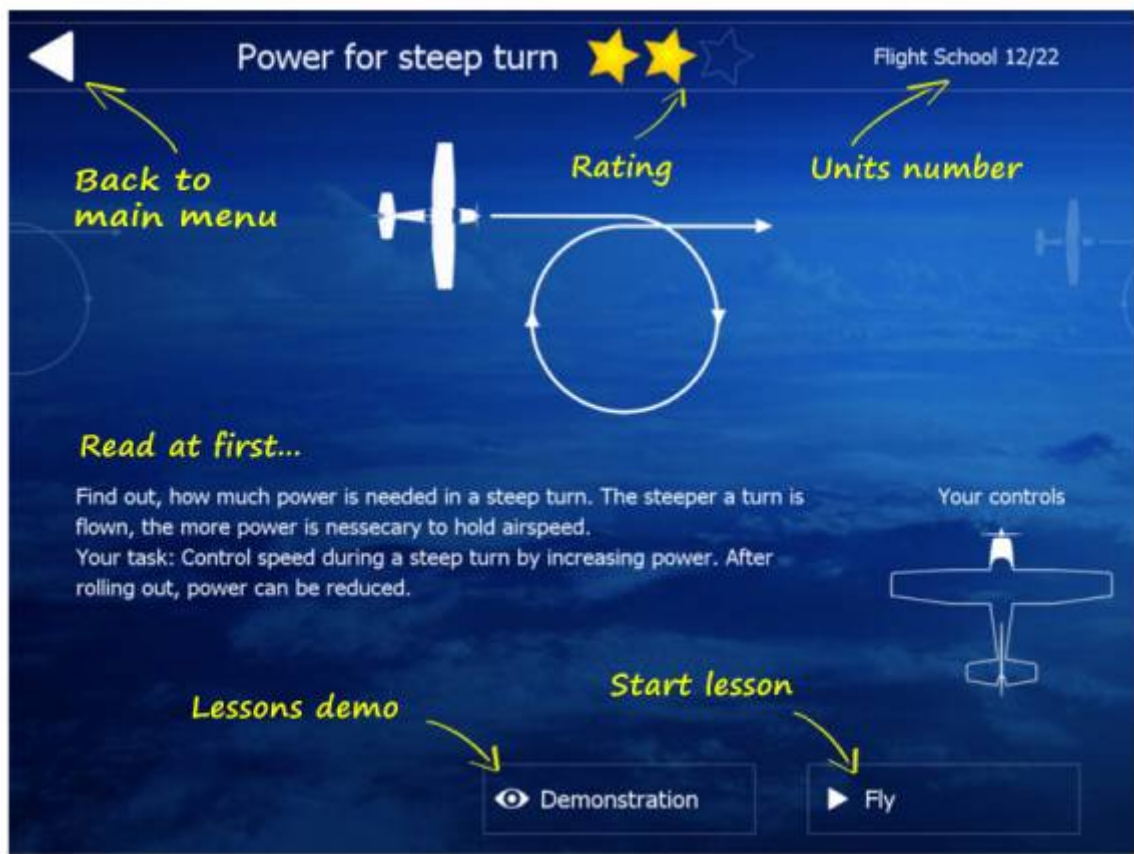 Power for steep turn
Flight School 12/22
Back to
main menu
Rating
Units number
Read at first...
Find out, how much power is needed in a steep turn. The steeper a turn is
flown, the more power is nessecary to hold airspeed.
Your task: Control speed during a steep turn by increasing power. After
rolling out, power can be reduced.
Your controls
Lessons demo
Start lesson
Demonstration
Fly